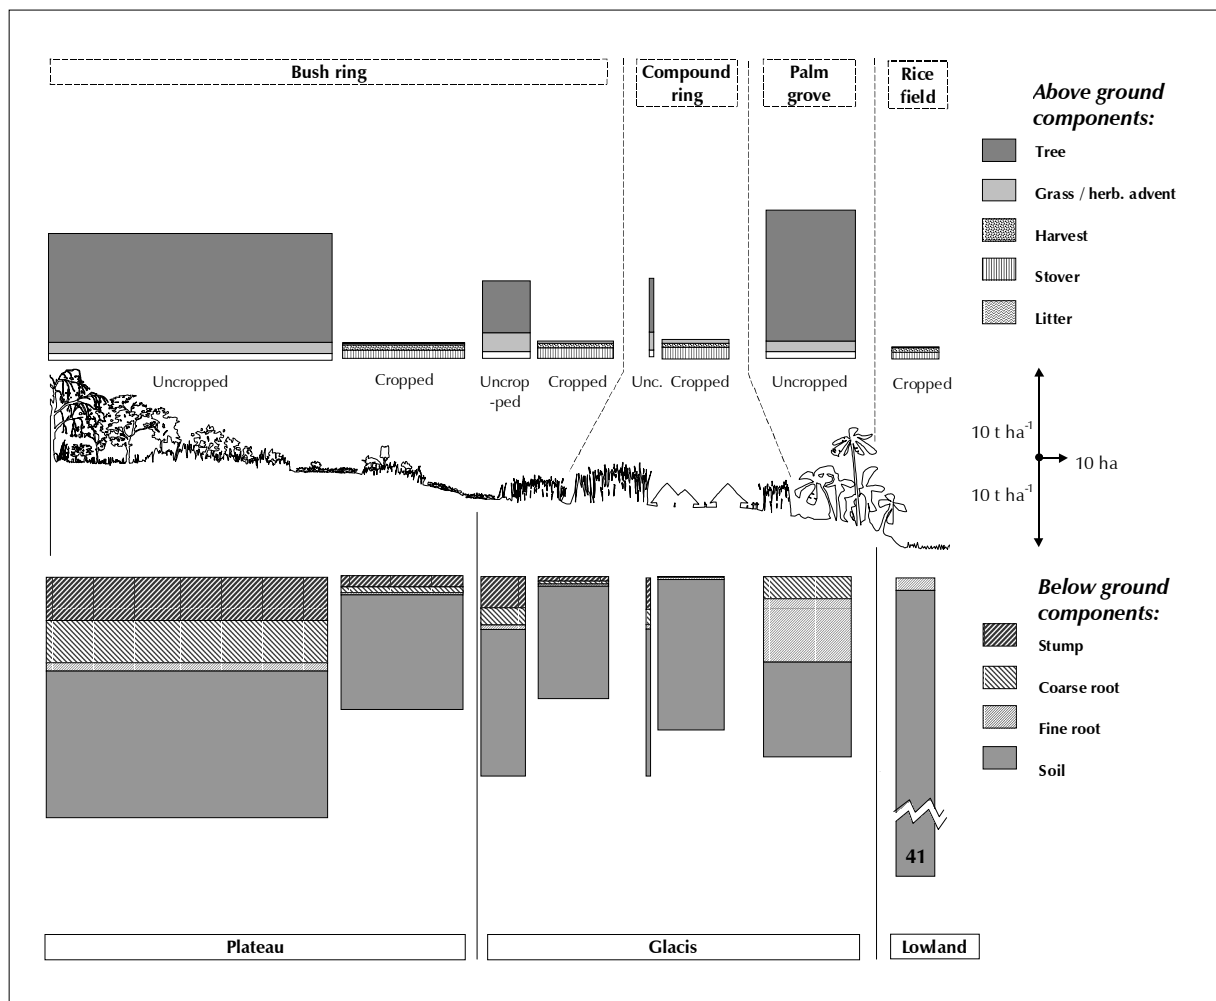 Bush ring
Compound
ring
Palm
grove
Rice
field
Above ground
components:
Tree
Grass / herb. advent
Harvest
Stover
Litter
Uncropped
Cropped
Uncrop
-ped
Cropped
Unc.
Cropped
Uncropped
Cropped
10 t ha-1
10 ha
10 t ha-1
Below ground
components:
Stump
Coarse root
Fine root
Soil
41
Plateau
Glacis
Lowland